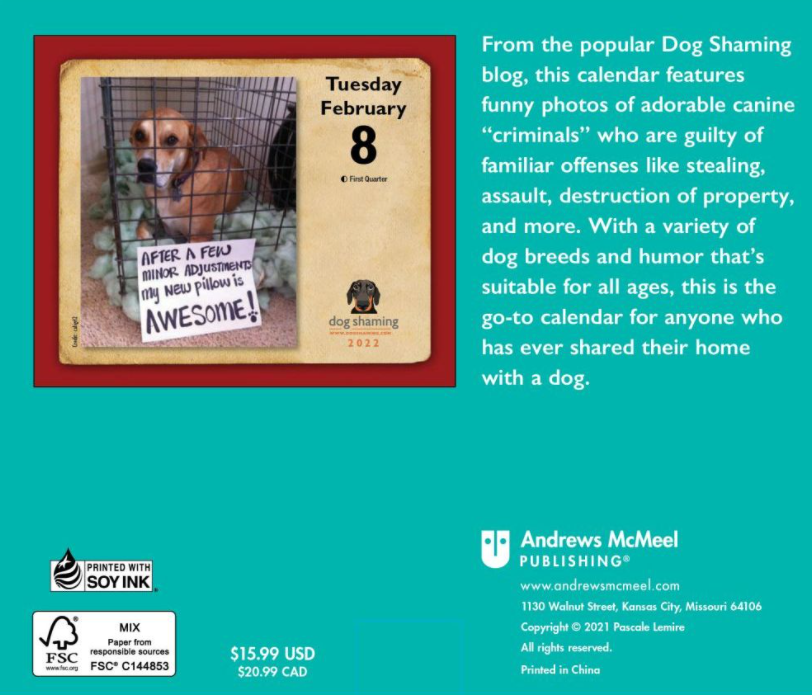 Tuesday
February
8
First Quarter
AFTER A FEW
MINOR ADJUSTMENTS
my NEW pillow is
AWESOME!
dog shaming
www.dogshaming.com
2022
From the popular Dog Shaming
blog, this calendar features
funny photos of adorable canine
“criminals” who are guilty of
familiar offenses like stealing,
assault, destruction of property,
and more. With a variety of
dog breeds and humor that’s
suitable for all ages, this is the
go-to calendar for anyone who
has ever shared their home
with a dog.
PRINTED WITH
SOY INK
®
FSC
®
www.fsc.org
MIX
Paper from
responsible sources
FSC® C144853
$15.99 USD
$20.99 CAD
Andrews McMeel
PUBLISHING®
www.andrewsmcmeel.com
1130 Walnut Street, Kansas City, Missouri 64106
Copyright © 2021 Pascale Lemire
All rights reserved.
Printed in China